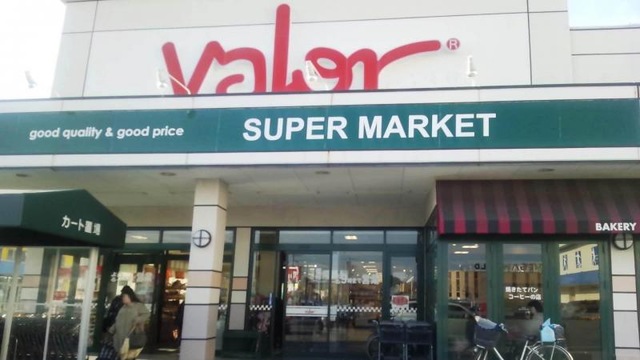 valor ®
good quality & good price
SUPER MARKET
カート置場
BAKERY
焼きたてパン
コーヒーの店